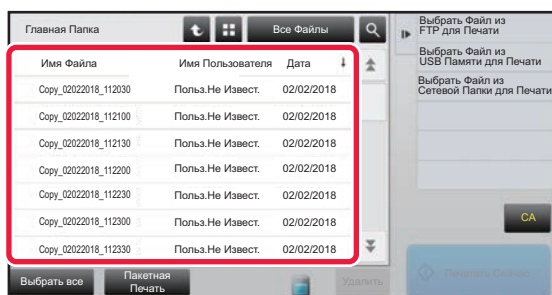 Главная Папка
Все Файлы
Имя Файла Имя Пользователя Дата
Copy_02022018_112030 Польз.Не Извест. 02/02/2018
Copy_02022018_112100 Польз.Не Извест. 02/02/2018
Copy_02022018_112130 Польз.Не Извест. 02/02/2018
Copy_02022018_112200 Польз.Не Извест. 02/02/2018
Copy_02022018_112230 Польз.Не Извест. 02/02/2018
Copy_02022018_112300 Польз.Не Извест. 02/02/2018
Copy_02022018_112330 Польз.Не Извест. 02/02/2018
Выбрать все
Пакетная
Печать
Удалить
Выбрать Файл из
FTP для Печати
Выбрать Файл из
USB Памяти для Печати
Выбрать Файл из
Сетевой Папки для Печати
CA